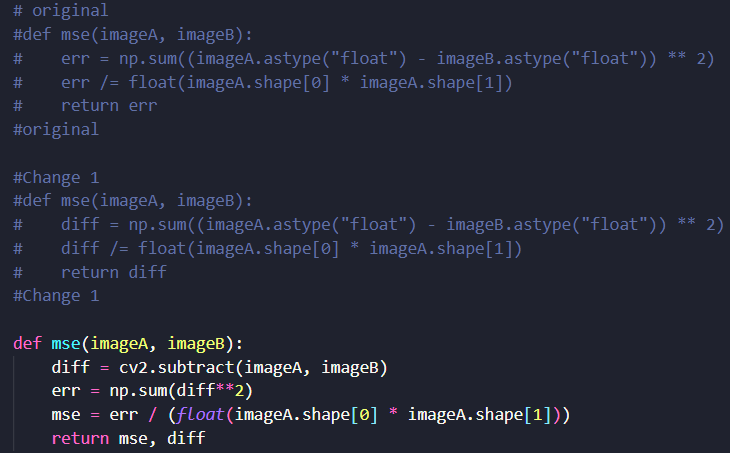 # original
#def mse(imageA, imageB):
#    err = np.sum((imageA.astype("float") - imageB.astype("float")) ** 2)
#    err /= float(imageA.shape[0] * imageA.shape[1])
#    return err
#original

#Change 1
#def mse(imageA, imageB):
#    diff = np.sum((imageA.astype("float") - imageB.astype("float")) ** 2)
#    diff /= float(imageA.shape[0] * imageA.shape[1])
#    return diff
#Change 1

def mse(imageA, imageB):
    diff = cv2.subtract(imageA, imageB)
    err = np.sum(diff**2)
    mse = err / (float(imageA.shape[0] * imageA.shape[1]))
    return mse, diff